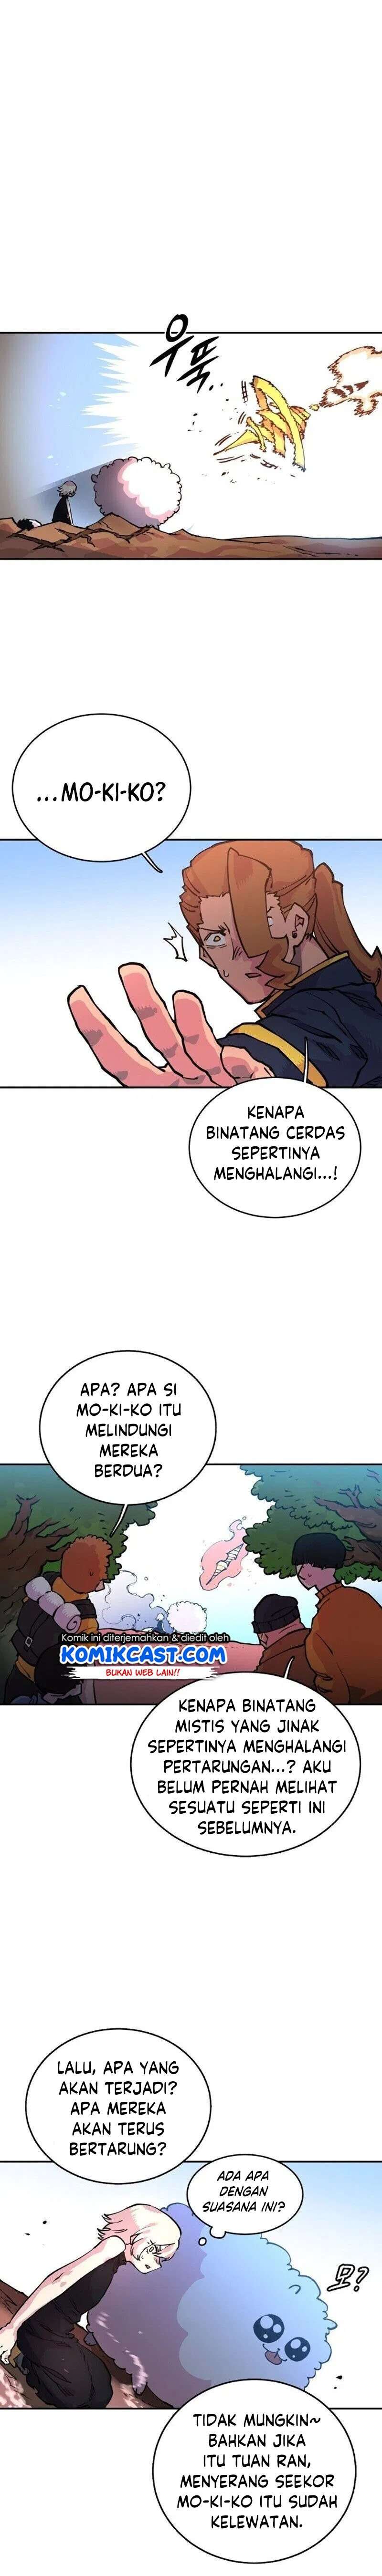 우뚝..
...MO-KI-KO?
KENAPA
BINATANG CERDAS
SEPERTINYA
MENGHALANGI...!
APA? APA SI
MO-KI-KO ITU
MELINDUNGI
MEREKA
BERDUA?
Komik ini diterjemahkan & diedit oleh
KOMIKCAST.COM
BUKAN WEB LAIN!!
KENAPA BINATANG
MISTIS YANG JINAK
SEPERTINYA MENGHALANGI
PERTARUNGAN...? AKU
BELUM PERNAH MELIHAT
SESUATU SEPERTI INI
SEBELUMNYA.
LALU, APA YANG
AKAN TERJADI?
APA MEREKA
AKAN TERUS
BERTARUNG?
ADA APA
DENGAN
SUASANA INI?
모?
TIDAK MUNGKIN~
BAHKAN JIKA
ITU TUAN RAN,
MENYERANG SEEKOR
MO-KI-KO ITU SUDAH
KELEWATAN.